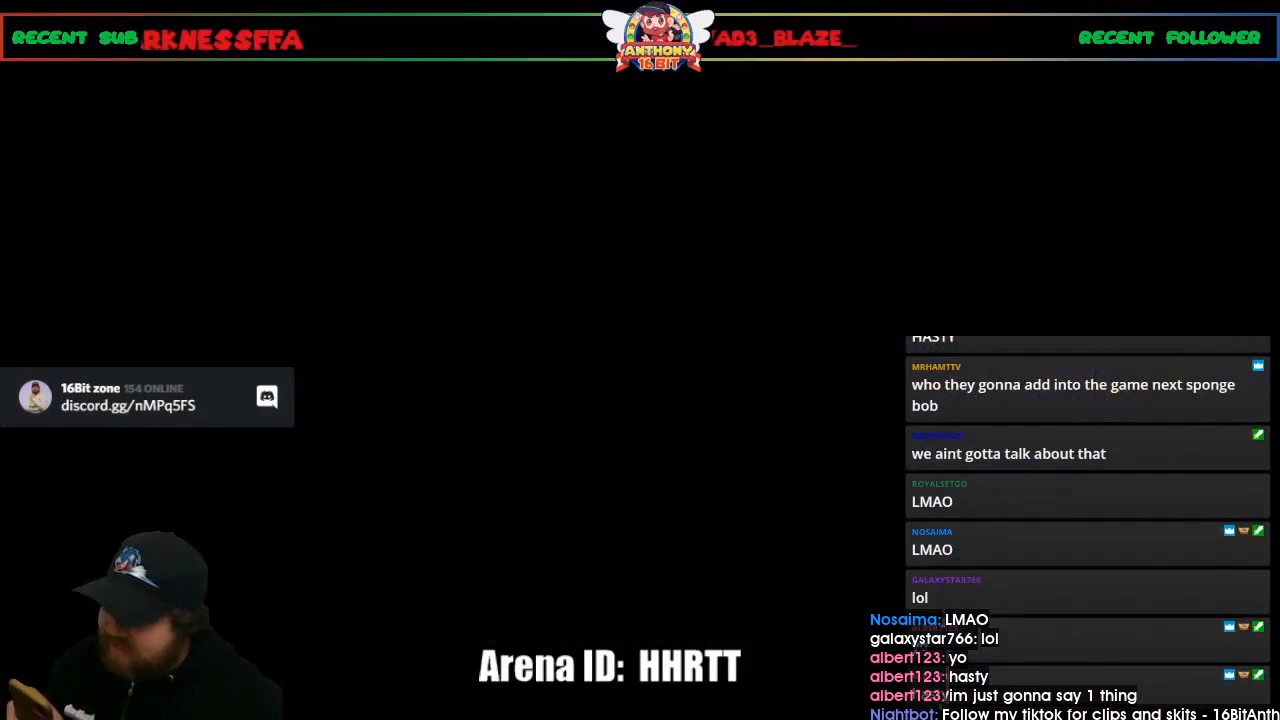 RECENT SUB
RKNESSFFA
ANTHONY
16 BIT
AD3_BLAZE_
RECENT FOLLOWER
16Bit zone 154 ONLINE
discord.gg/nMPq5FS
HASTY
MRHAMTTV
who they gonna add into the game next sponge
bob
we aint gotta talk about that
ROYALSETGO
LMAO
NOSAIMA
LMAO
GALAXYSTAR766
lol
Nosaima: LMAO
galaxystar766: lol
albert123: yo
albert123: hasty
albert123: im just gonna say 1 thing
Nightbot: Follow my tiktok for clips and skits - 16BitAnth
Arena ID: HHRTT